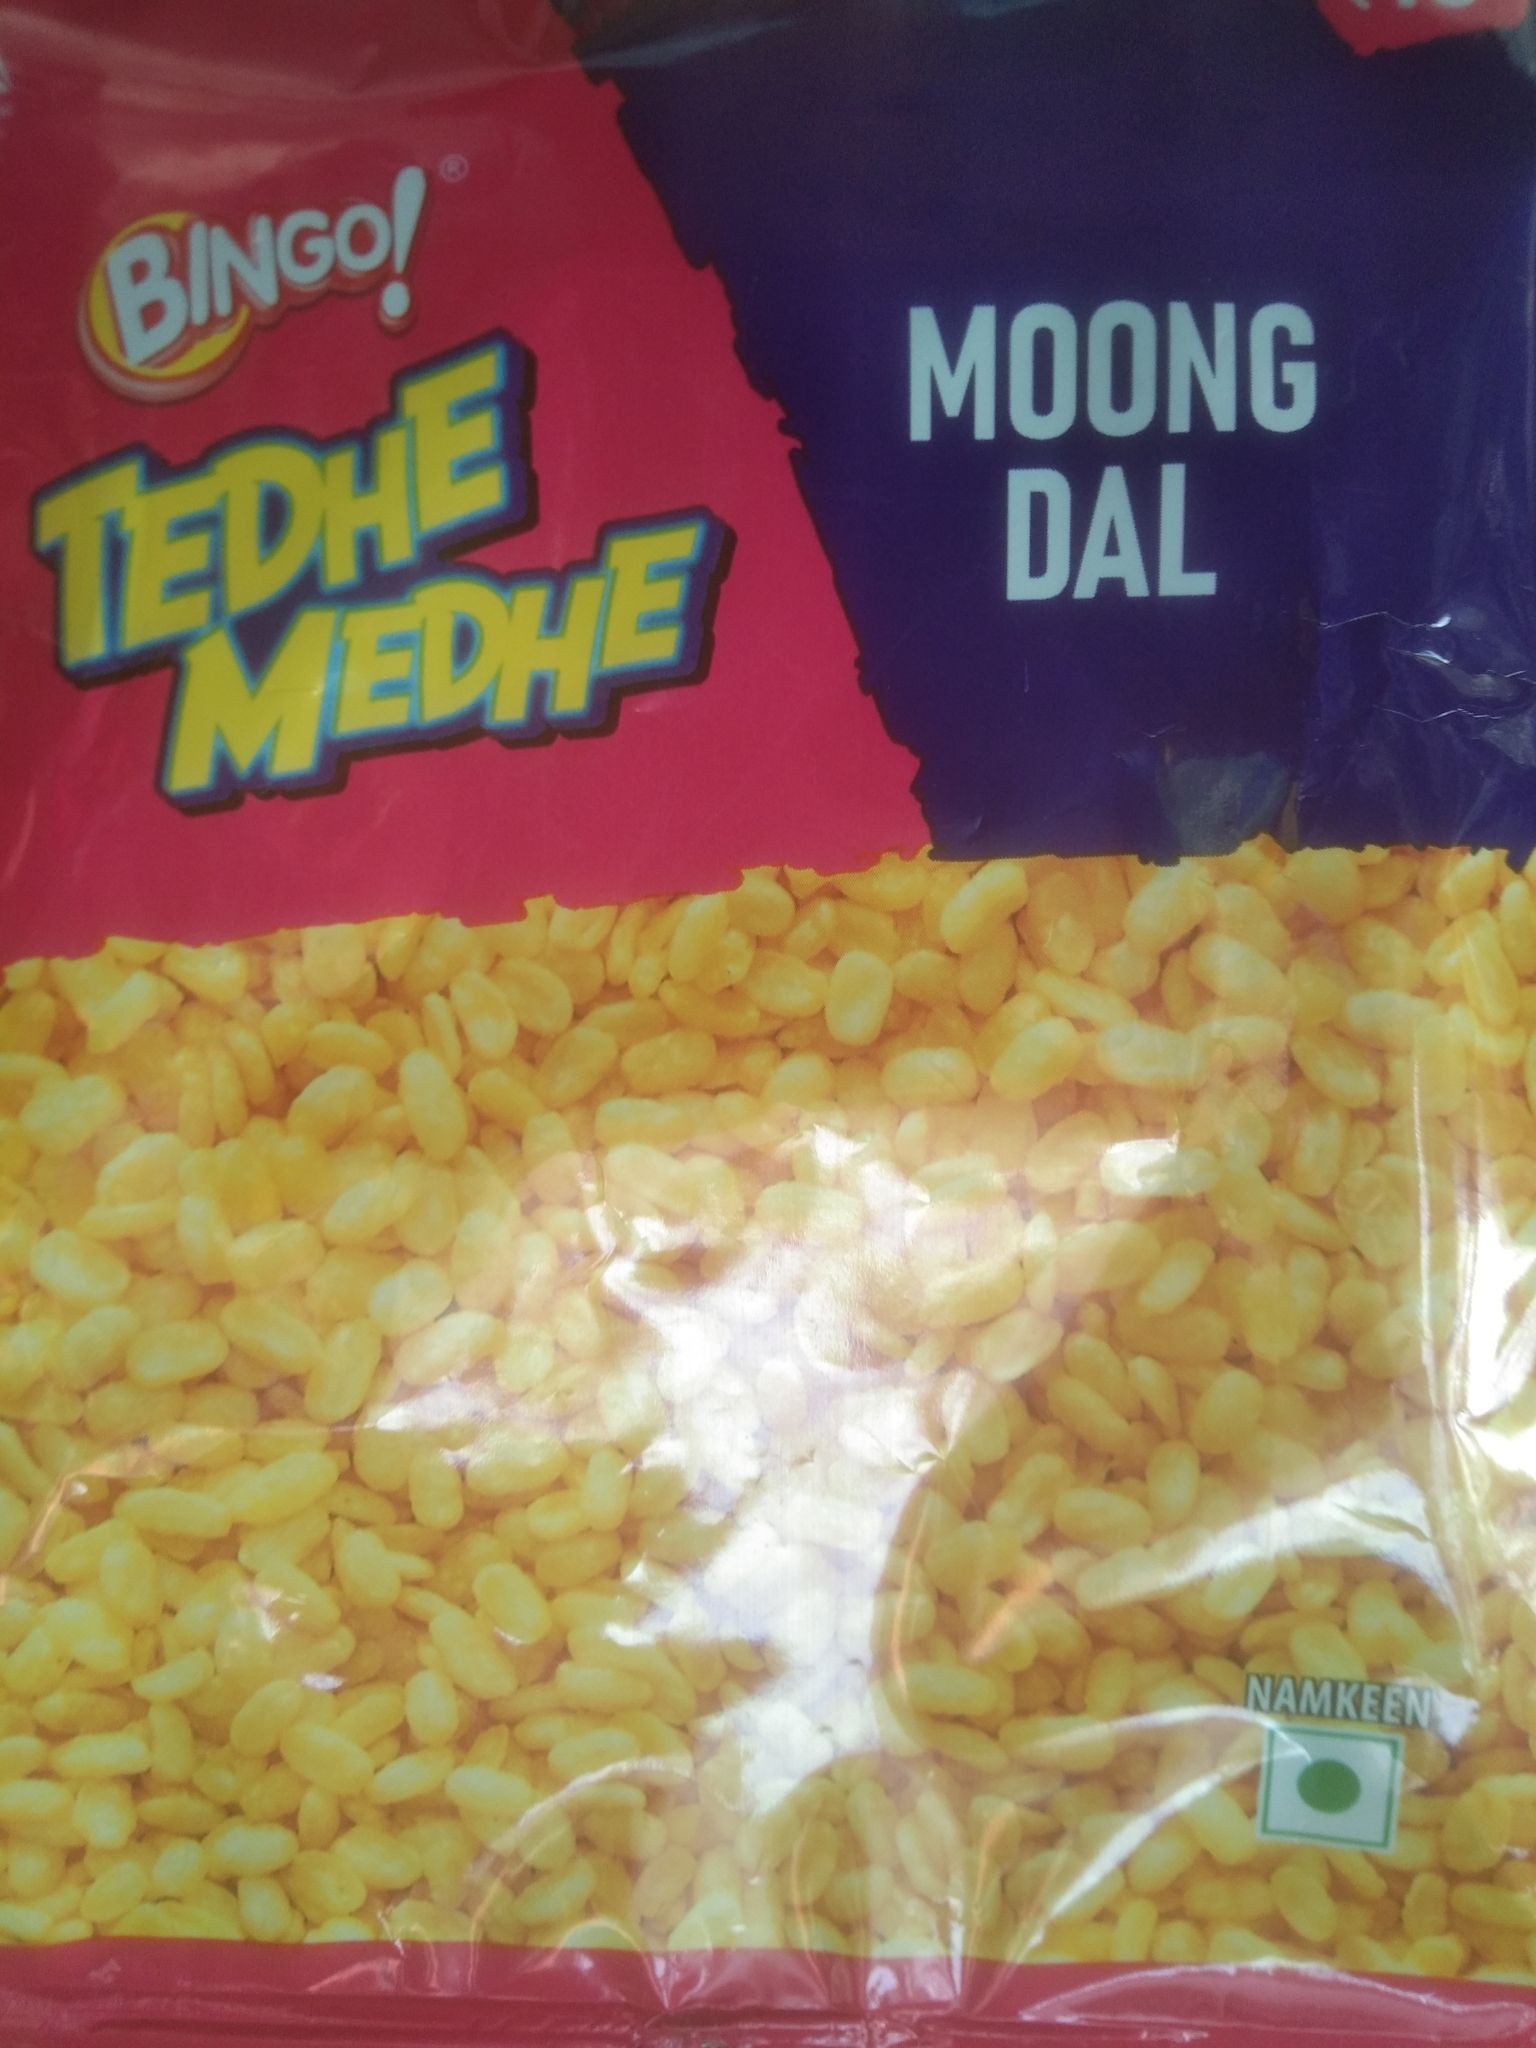 BINGO!®
TEDHE
MEDHE
MOONG
DAL
NAMKEEN